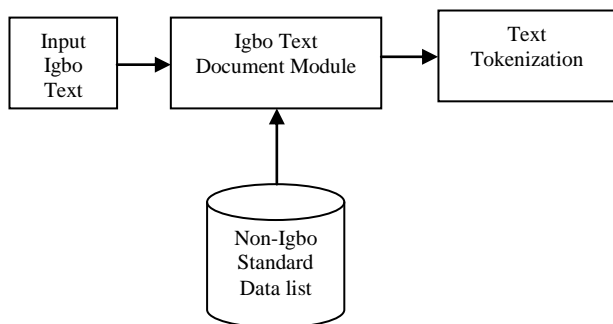 Input
Igbo
Text
Igbo Text
Document Module
Text
Tokenization
Non-Igbo
Standard
Data list